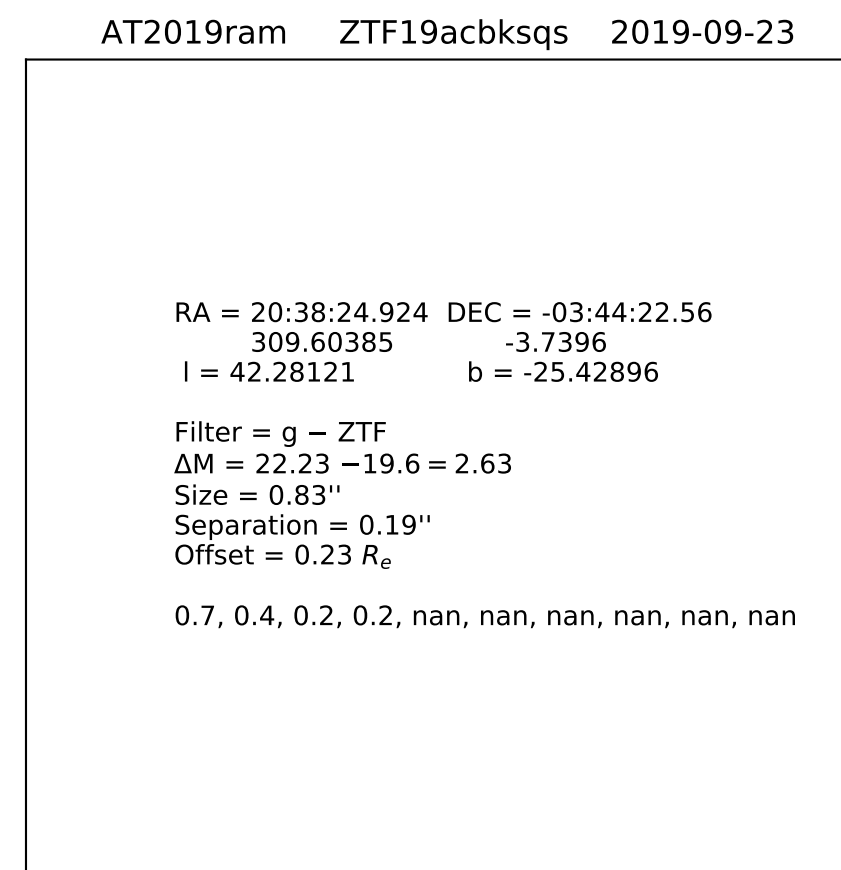 AT2019ram ZTF19acbksqs 2019-09-23
RA = 20:38:24.924 DEC = -03:44:22.56
309.60385 -3.7396
l = 42.28121 b = -25.42896
Filter = g − ZTF
ΔM = 22.23 −19.6 = 2.63
Size = 0.83''
Separation = 0.19''
Offset = 0.23 Rₑ
0.7, 0.4, 0.2, 0.2, nan, nan, nan, nan, nan, nan